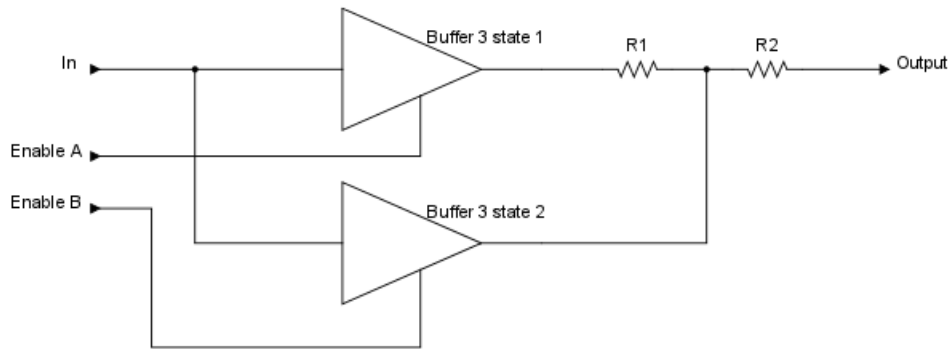 Buffer 3 state 1
R1
R2
In
Output
Enable A
Enable B
Buffer 3 state 2